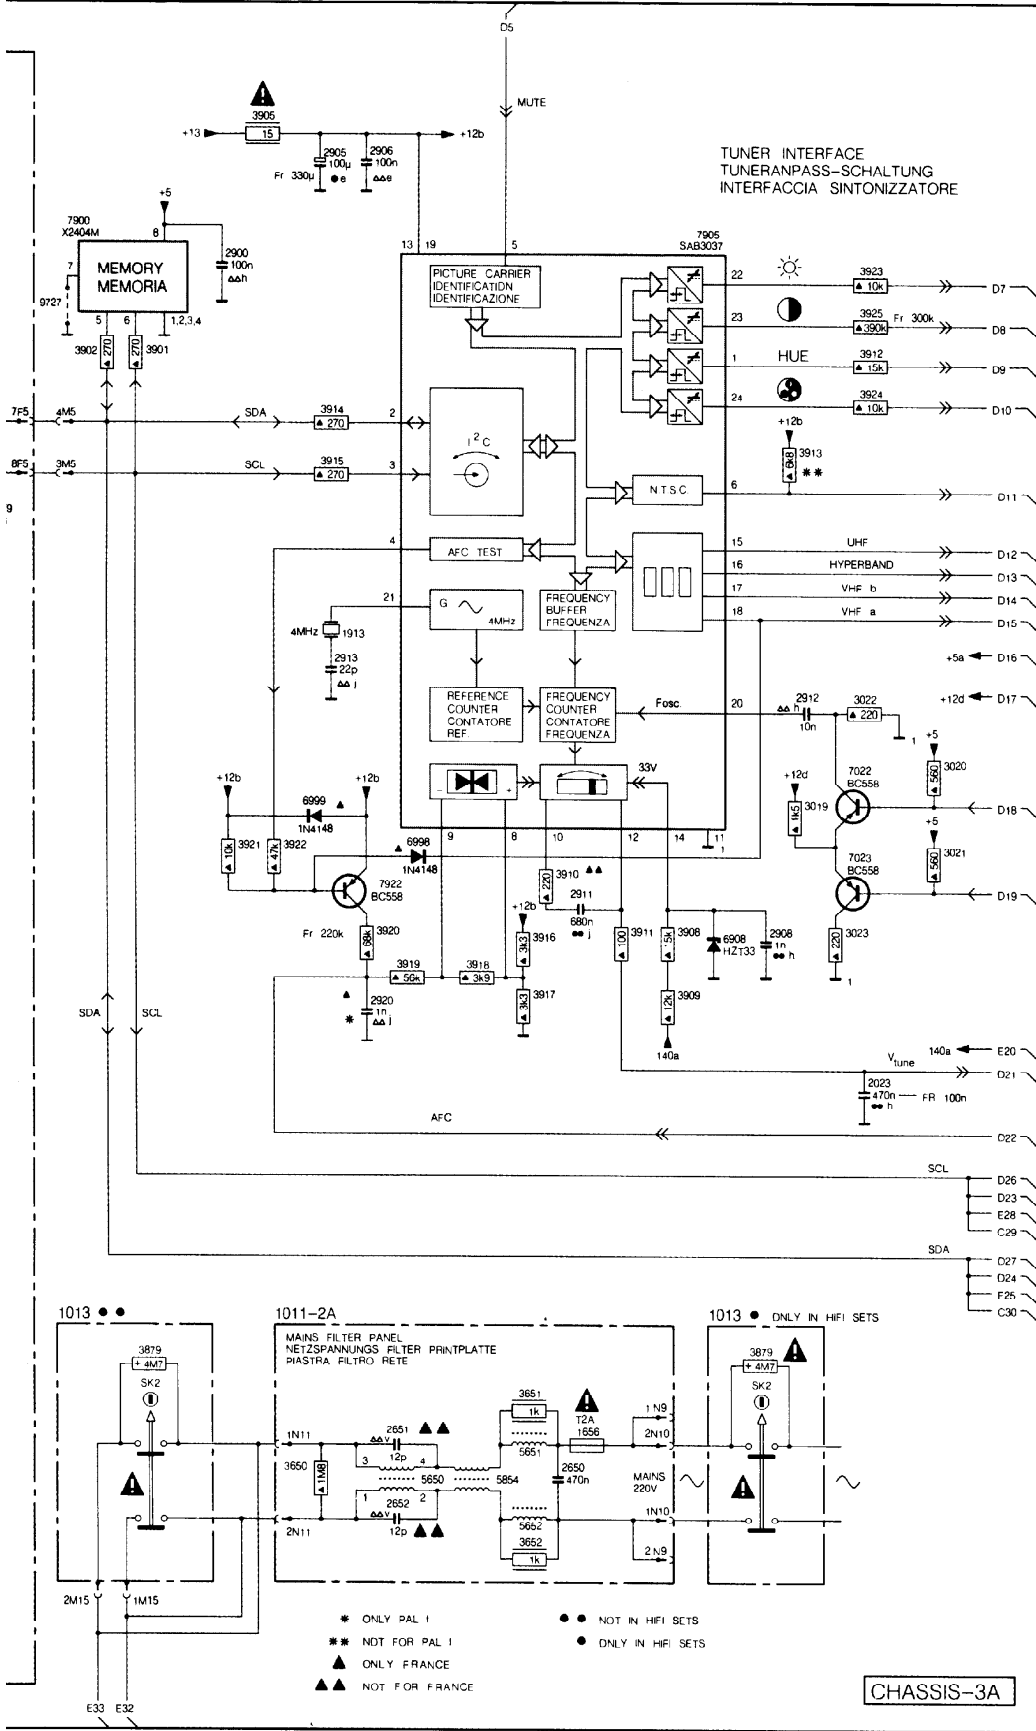 D5
MUTE
3905
15
+13
+12b
2905
100µ
Fr 330µ
e
2906
100n
e
TUNER INTERFACE
TUNERANPASS-SCHALTUNG
INTERFACCIA SINTONIZZATORE
+5
7900
X2404M
8
MEMORY
MEMORIA
7
9727
5
6
1,2,3,4
2900
100n
h
3902
270
270
3901
7F5
4M5
SDA
3914
270
2
8F5
3M5
SCL
3915
270
3
9
13
19
5
7905
SAB3037
PICTURE CARRIER
IDENTIFICATION
IDENTIFICAZIONE
I²C
22
3923
10k
D7
23
3925
390k
Fr 300k
D8
1
HUE
3912
15k
D9
24
3924
10k
D10
+12b
6k8
3913
**
N.T.S.C.
6
D11
4
AFC TEST
15
UHF
D12
16
HYPERBAND
D13
17
VHF b
D14
18
VHF a
D15
+5a
D16
+12d
D17
21
G
4MHz
4MHz
1913
2913
22p
j
FREQUENCY
BUFFER
FREQUENZA
REFERENCE
COUNTER
CONTATORE
REF.
FREQUENCY
COUNTER
CONTATORE
FREQUENZA
Fosc.
20
2912
h
10n
3022
220
1
33V
-
+
9
8
10
12
14
11
1
+12b
6999
1N4148
+12b
10k
3921
47k
3922
6998
1N4148
7922
BC558
Fr 220k
68k
3920
3919
56k
3918
3k9
2920
1n
j
*
220
3910
2911
680n
j
+12b
3k3
3916
3k3
3917
100
3911
15k
3908
12k
3909
140a
6908
HZT33
2908
1n
h
+12d
1k5
3019
7022
BC558
+5
560
3020
D18
7023
BC558
+5
560
3021
D19
220
3023
1
SDA
SCL
140a
E20
Vtune
D21
2023
470n
h
FR 100n
AFC
D22
SCL
D26
D23
E28
C29
SDA
D27
D24
F25
C30
1013
3879
+ 4M7
SK2
2M15
1M15
E33
E32
1011-2A
MAINS FILTER PANEL
NETZSPANNUNGS FILTER PRINTPLATTE
PIASTRA FILTRO RETE
1N11
2N11
3650
1M8
2651
v
12p
3
4
5650
1
2
2652
v
12p
5854
3651
1k
5651
5652
3652
1k
2650
470n
T2A
1656
1N9
2N10
MAINS
220V
1N10
2N9
1013
ONLY IN HIFI SETS
3879
+ 4M7
SK2
* ONLY PAL I
** NOT FOR PAL I
▲ ONLY FRANCE
▲▲ NOT FOR FRANCE
●● NOT IN HIFI SETS
● ONLY IN HIFI SETS
CHASSIS-3A